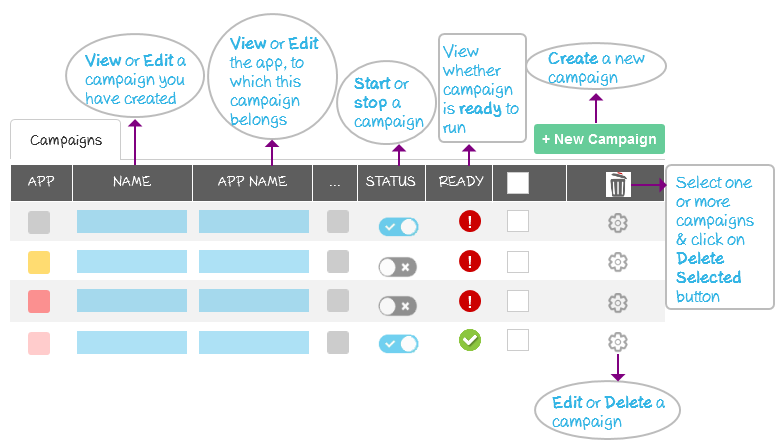 View or Edit a
campaign you
have created
View or Edit
the app, to
which this
campaign
belongs
Start or
stop a
campaign
View
whether
campaign
is ready to
run
Create a new
campaign
Campaigns
+ New Campaign
APP NAME APP NAME ... STATUS READY
Select one
or more
campaigns
& click on
Delete
Selected
button
Edit or Delete a
campaign